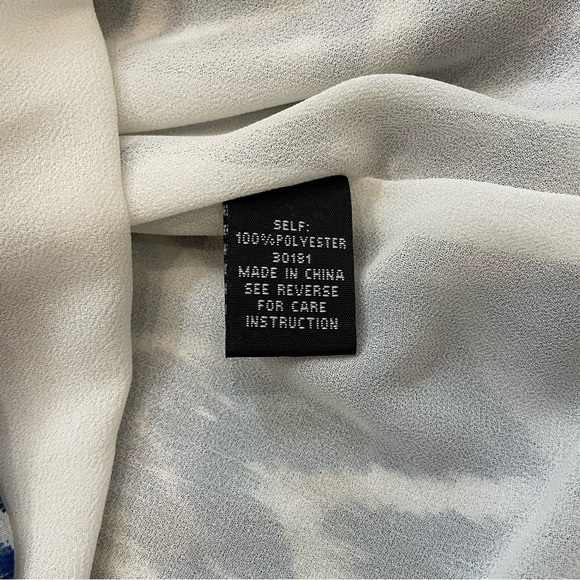 SELF:
100%POLYESTER
30181
MADE IN CHINA
SEE REVERSE
FOR CARE
INSTRUCTION